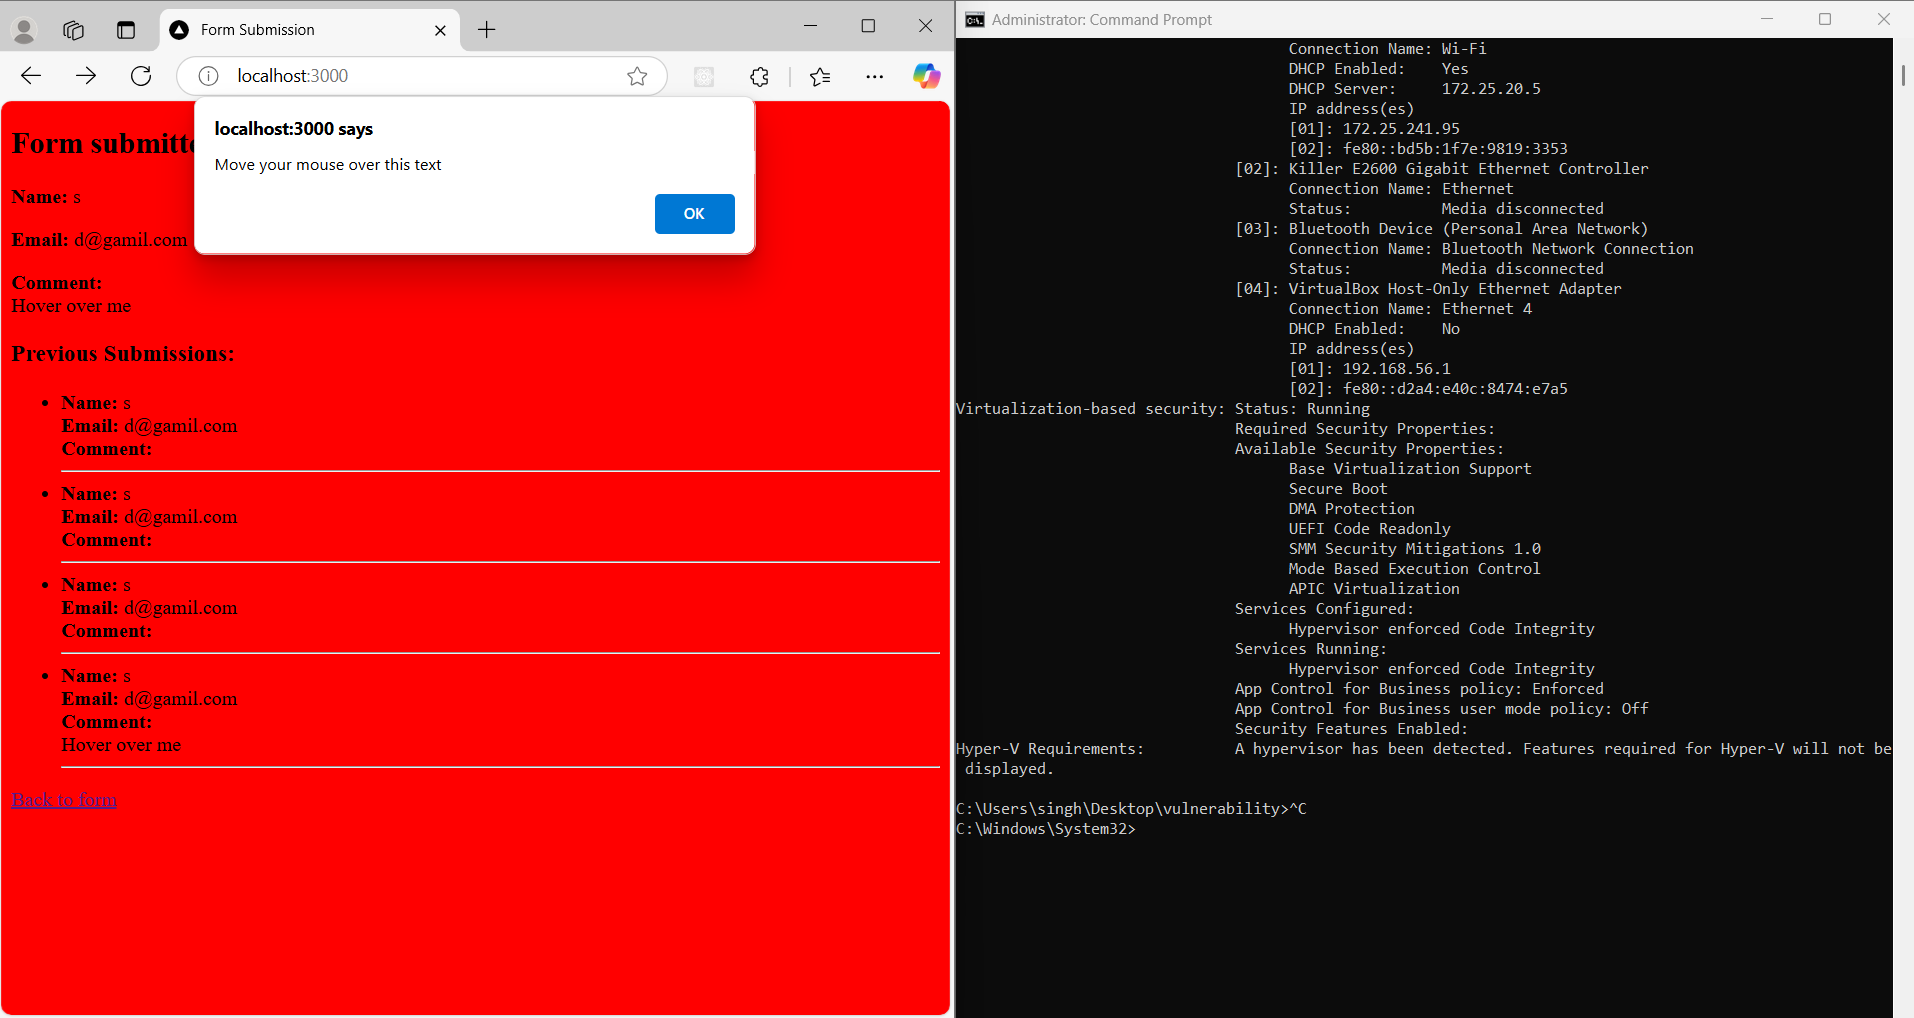 Form Submission
localhost:3000
localhost:3000 says
Move your mouse over this text
OK
Form submitte
Name: s
Email: d@gamil.com
Comment:
Hover over me
Previous Submissions:
Name: s
Email: d@gamil.com
Comment:
Name: s
Email: d@gamil.com
Comment:
Name: s
Email: d@gamil.com
Comment:
Name: s
Email: d@gamil.com
Comment:
Hover over me
Back to form
Administrator: Command Prompt
Connection Name: Wi-Fi
DHCP Enabled: Yes
DHCP Server: 172.25.20.5
IP address(es)
[01]: 172.25.241.95
[02]: fe80::bd5b:1f7e:9819:3353
[02]: Killer E2600 Gigabit Ethernet Controller
Connection Name: Ethernet
Status: Media disconnected
[03]: Bluetooth Device (Personal Area Network)
Connection Name: Bluetooth Network Connection
Status: Media disconnected
[04]: VirtualBox Host-Only Ethernet Adapter
Connection Name: Ethernet 4
DHCP Enabled: No
IP address(es)
[01]: 192.168.56.1
[02]: fe80::d2a4:e40c:8474:e7a5
Virtualization-based security: Status: Running
Required Security Properties:
Available Security Properties:
Base Virtualization Support
Secure Boot
DMA Protection
UEFI Code Readonly
SMM Security Mitigations 1.0
Mode Based Execution Control
APIC Virtualization
Services Configured:
Hypervisor enforced Code Integrity
Services Running:
Hypervisor enforced Code Integrity
App Control for Business policy: Enforced
App Control for Business user mode policy: Off
Security Features Enabled:
Hyper-V Requirements: A hypervisor has been detected. Features required for Hyper-V will not be
displayed.
C:\Users\singh\Desktop\vulnerability>^C
C:\Windows\System32>